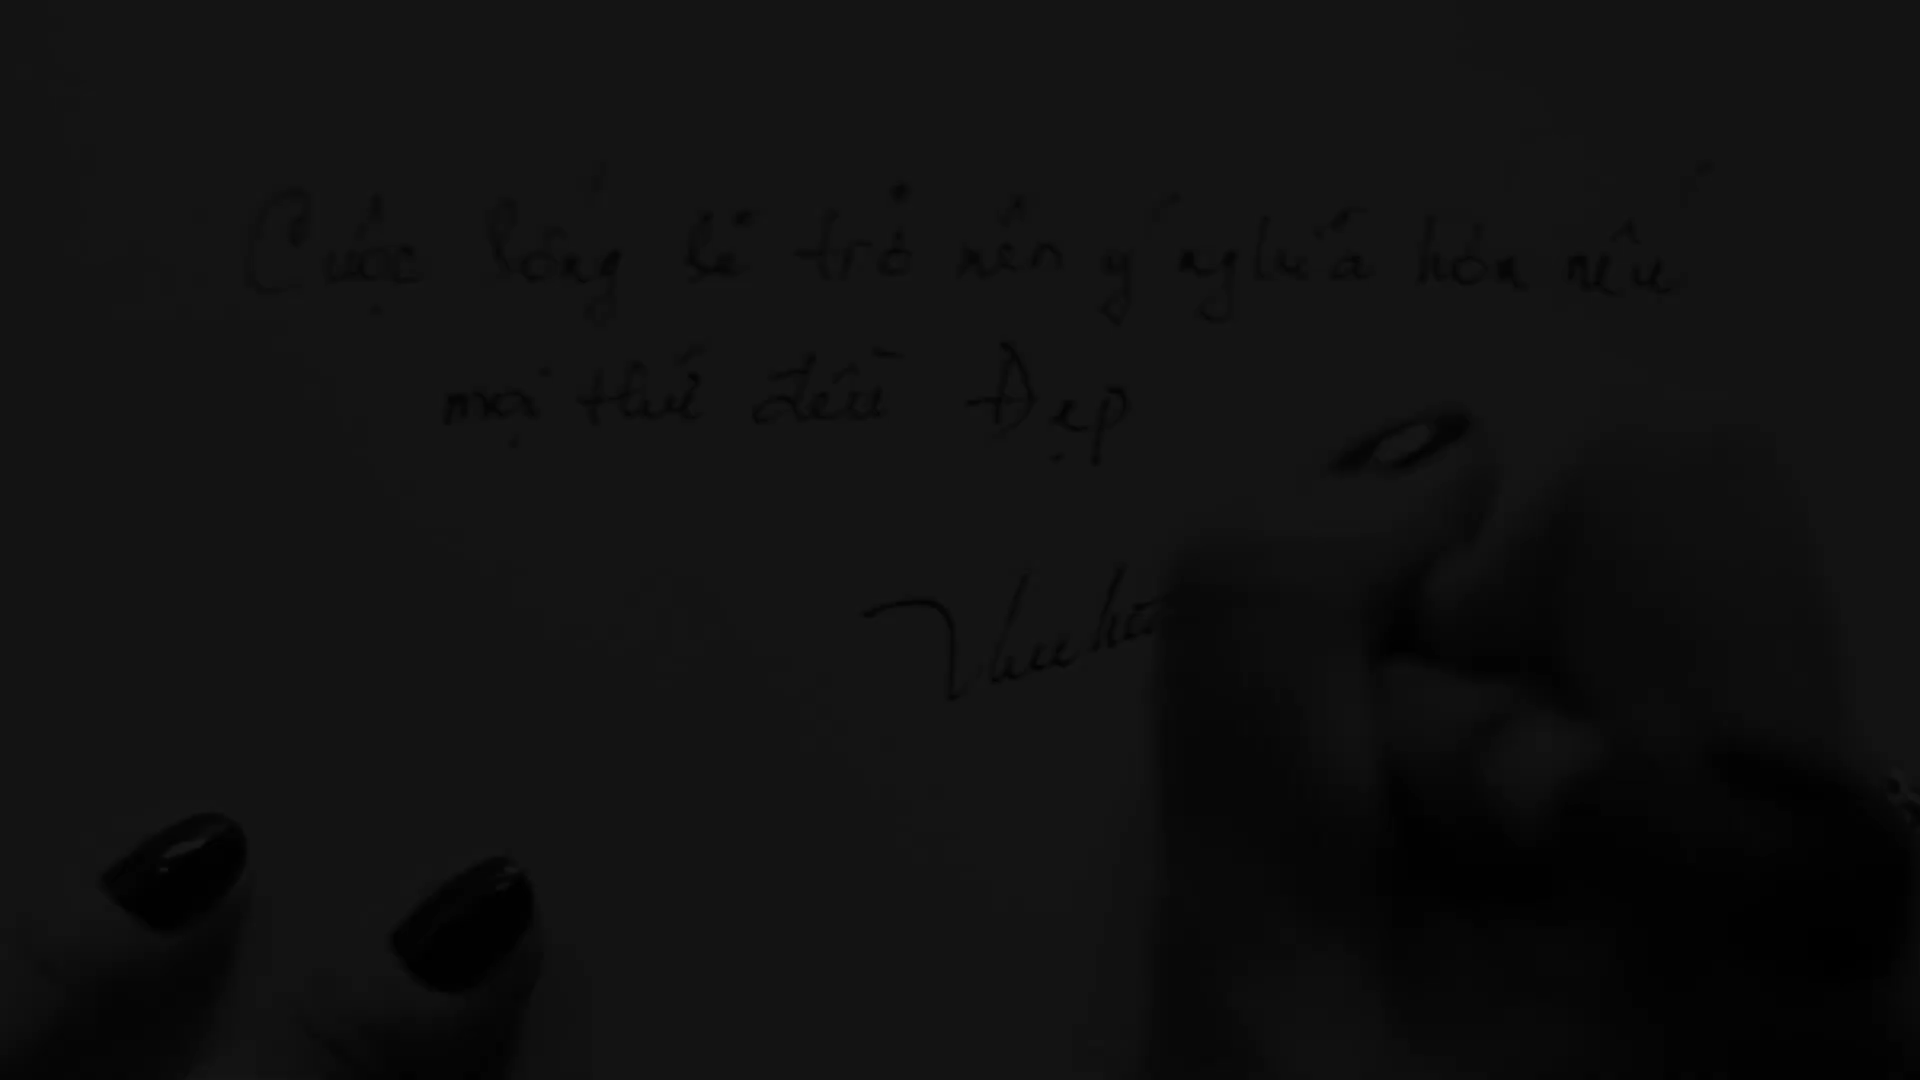 Cuộc sống sẽ trở nên ý nghĩa hơn nếu
mọi thứ đều Đẹp